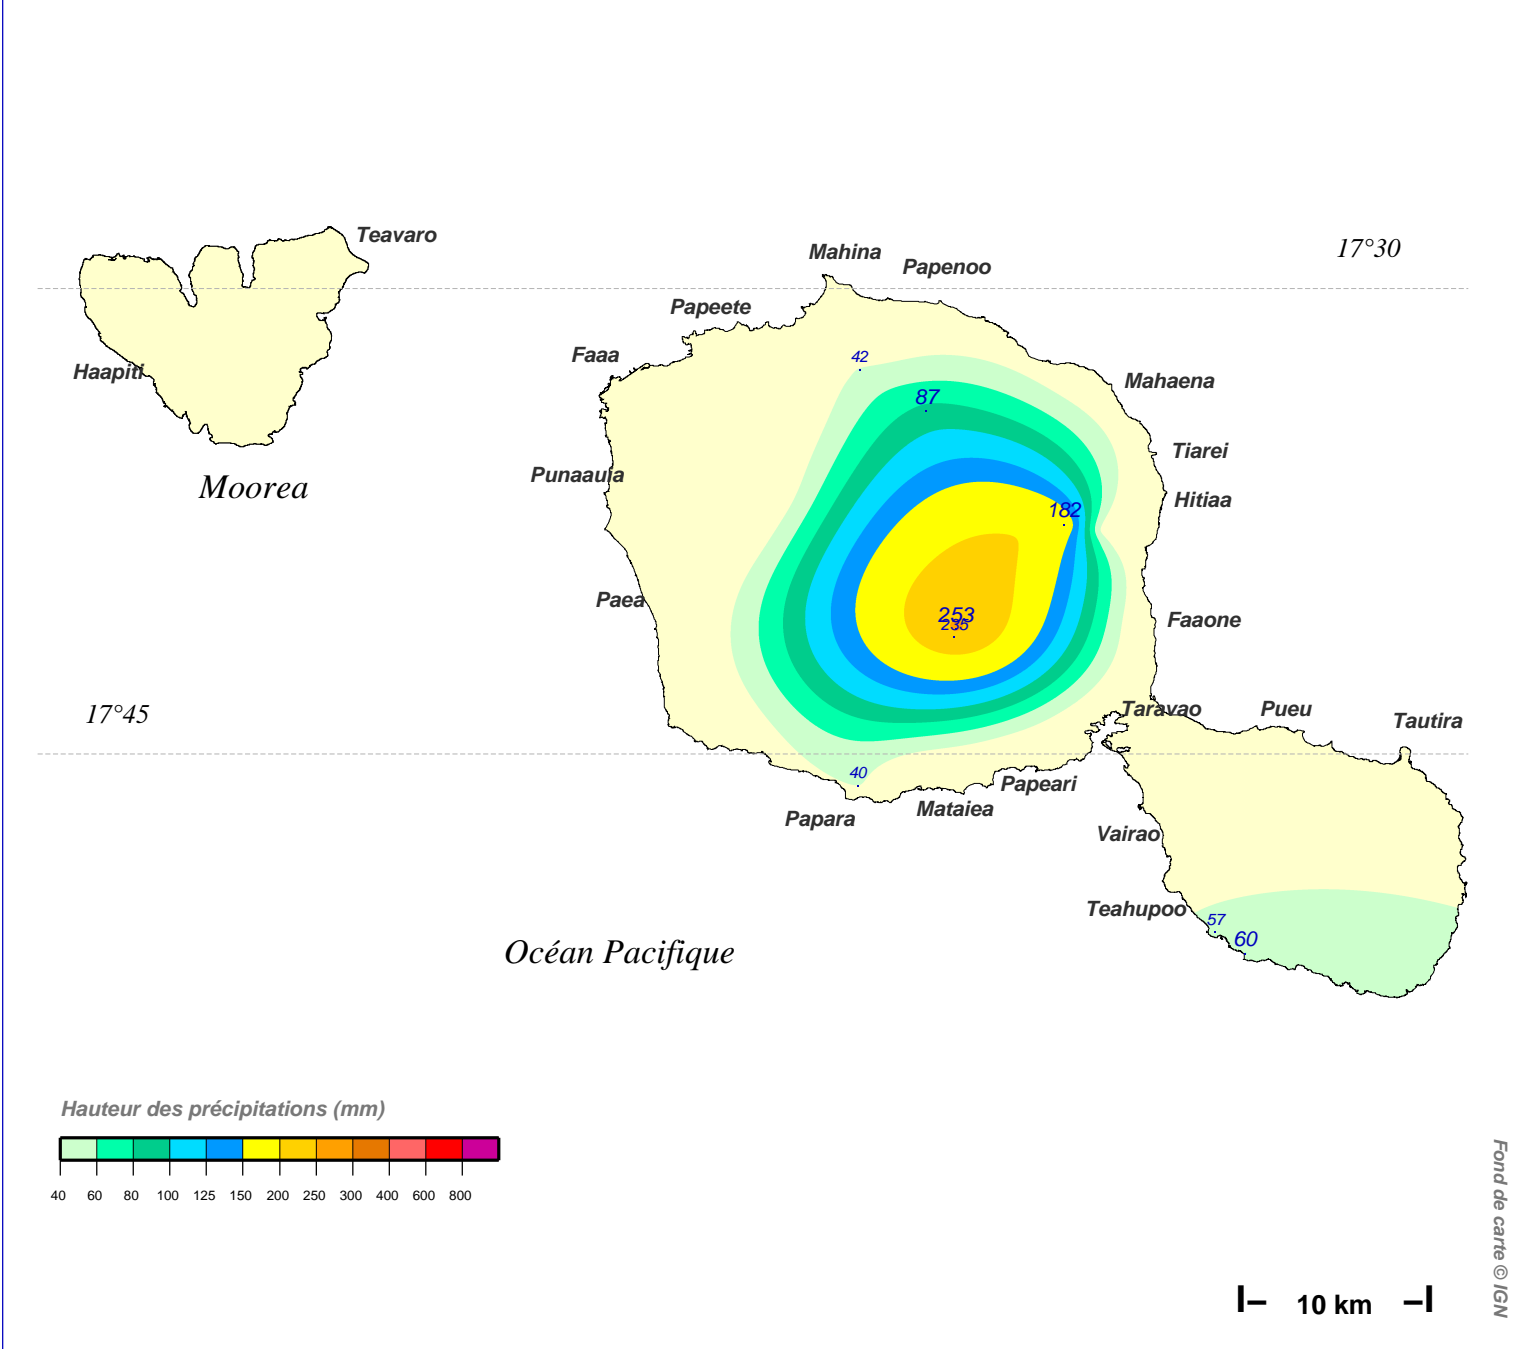 Teavaro
17°30
Mahina
Papenoo
Papeete
Faaa
42
Haapiti
Mahaena
87
Tiarei
Punaauia
Moorea
Hitiaa
182
Paea
253
235
Faaone
17°45
Taravao
Pueu
Tautira
40
Papeari
Mataiea
Papara
Vairao
Teahupoo
57
60
Océan Pacifique
Hauteur des précipitations (mm)
40 60 80 100 125 150 200 250 300 400 600 800
Fond de carte © IGN
10 km